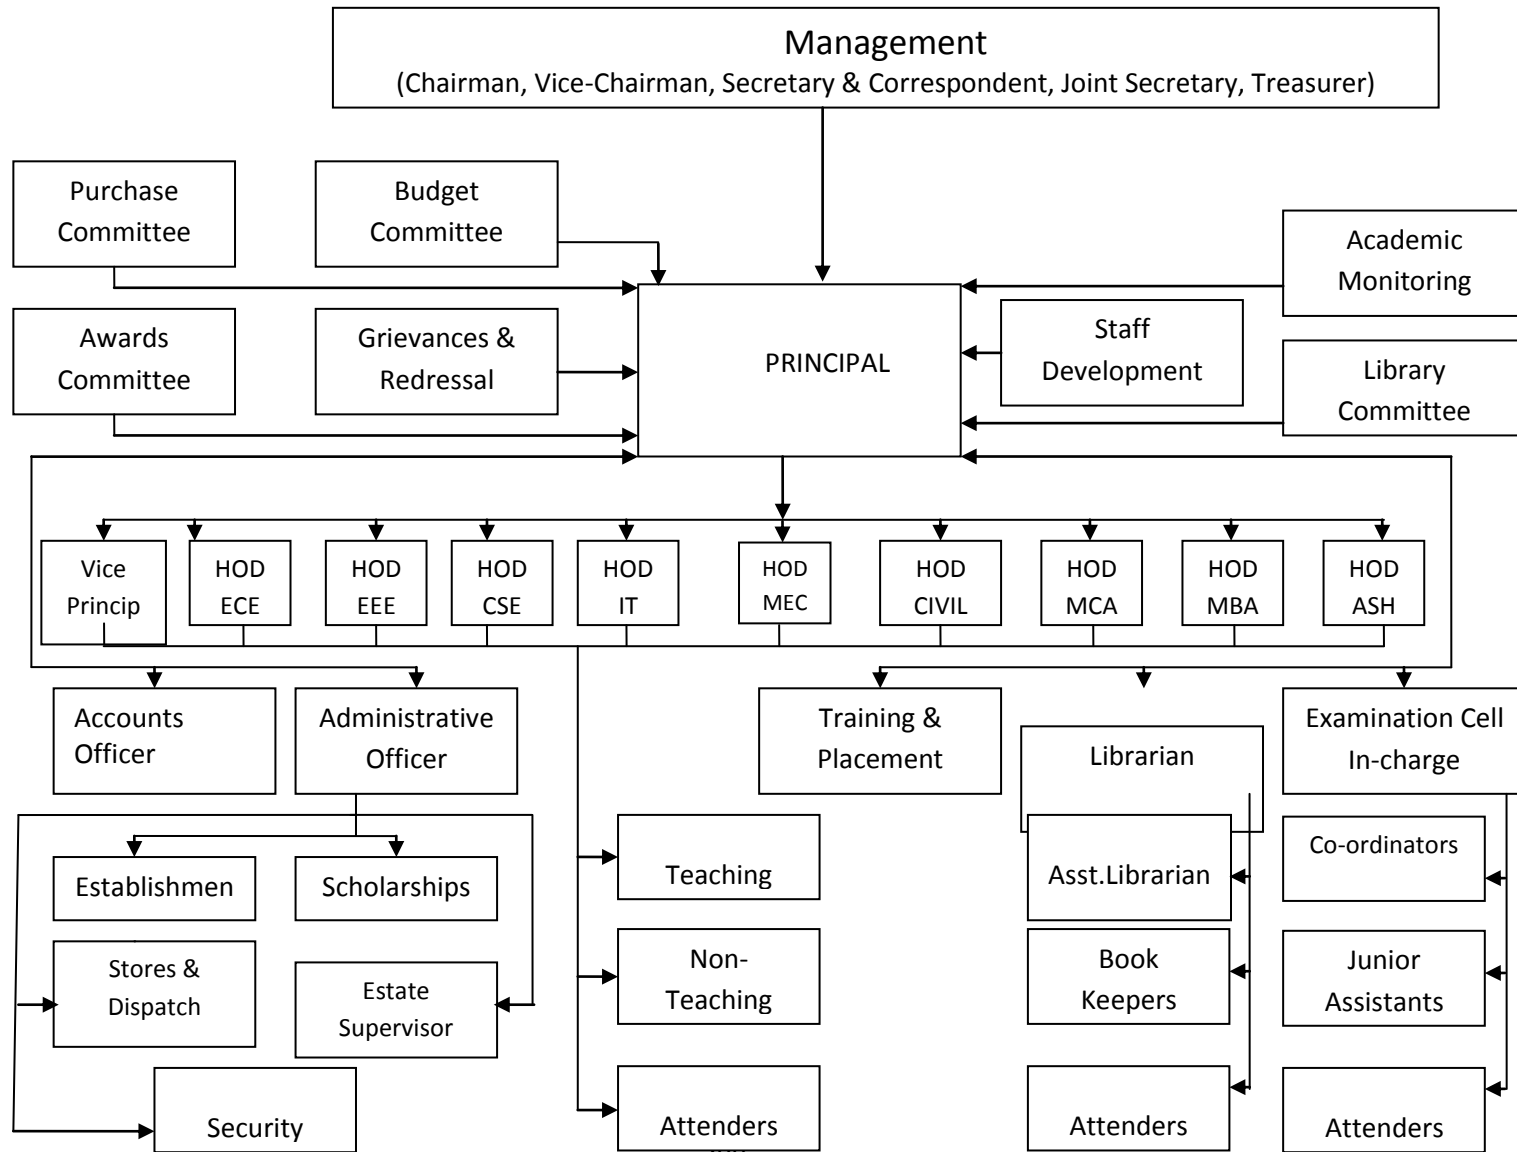 Management
(Chairman, Vice-Chairman, Secretary & Correspondent, Joint Secretary, Treasurer)
Purchase
Committee
Budget
Committee
Academic
Monitoring
Awards
Committee
Grievances &
Redressal
PRINCIPAL
Staff
Development
Library
Committee
Vice
Princip
HOD
ECE
HOD
EEE
HOD
CSE
HOD
IT
HOD
MEC
HOD
CIVIL
HOD
MCA
HOD
MBA
HOD
ASH
Accounts
Officer
Administrative
Officer
Training &
Placement
Librarian
Examination Cell
In-charge
Establishmen
Scholarships
Teaching
Asst.Librarian
Co-ordinators
Stores &
Dispatch
Estate
Supervisor
Non-
Teaching
Book
Keepers
Junior
Assistants
Security
Attenders
Attenders
Attenders